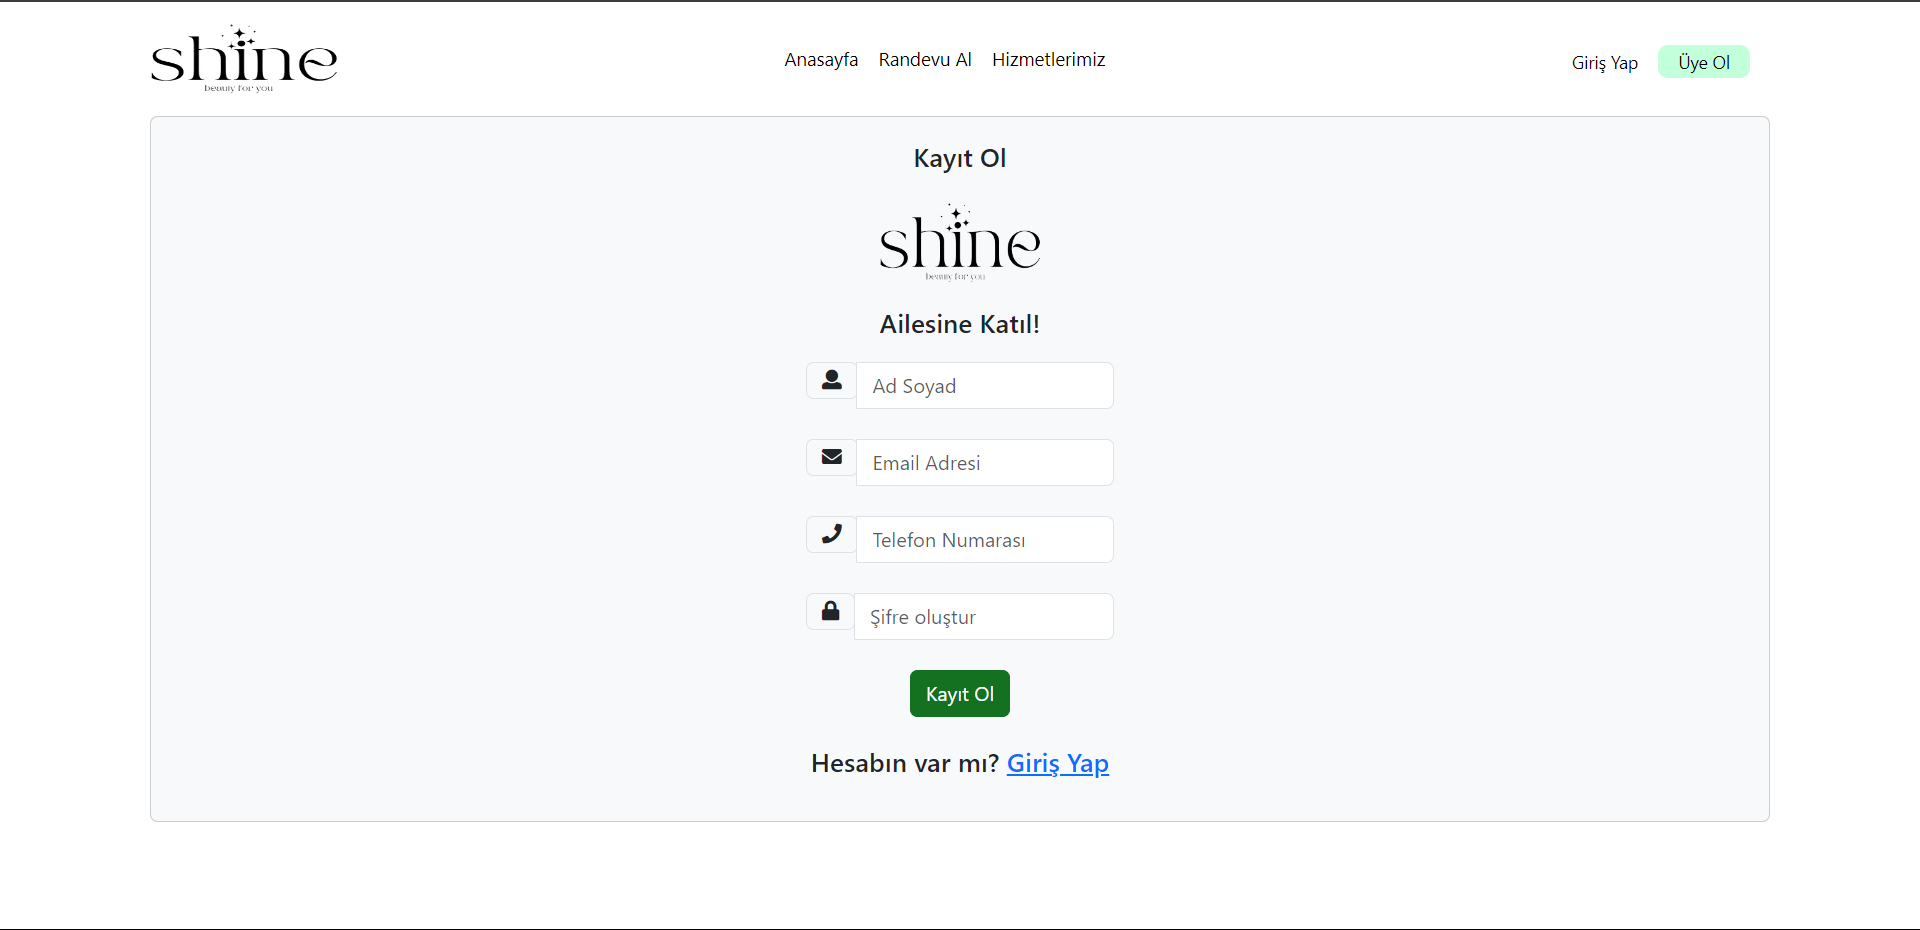 shine
beauty for you
Anasayfa Randevu Al Hizmetlerimiz
Giriş Yap Üye Ol
Kayıt Ol
shine
beauty for you
Ailesine Katıl!
Ad Soyad
Email Adresi
Telefon Numarası
Şifre oluştur
Kayıt Ol
Hesabın var mı? Giriş Yap